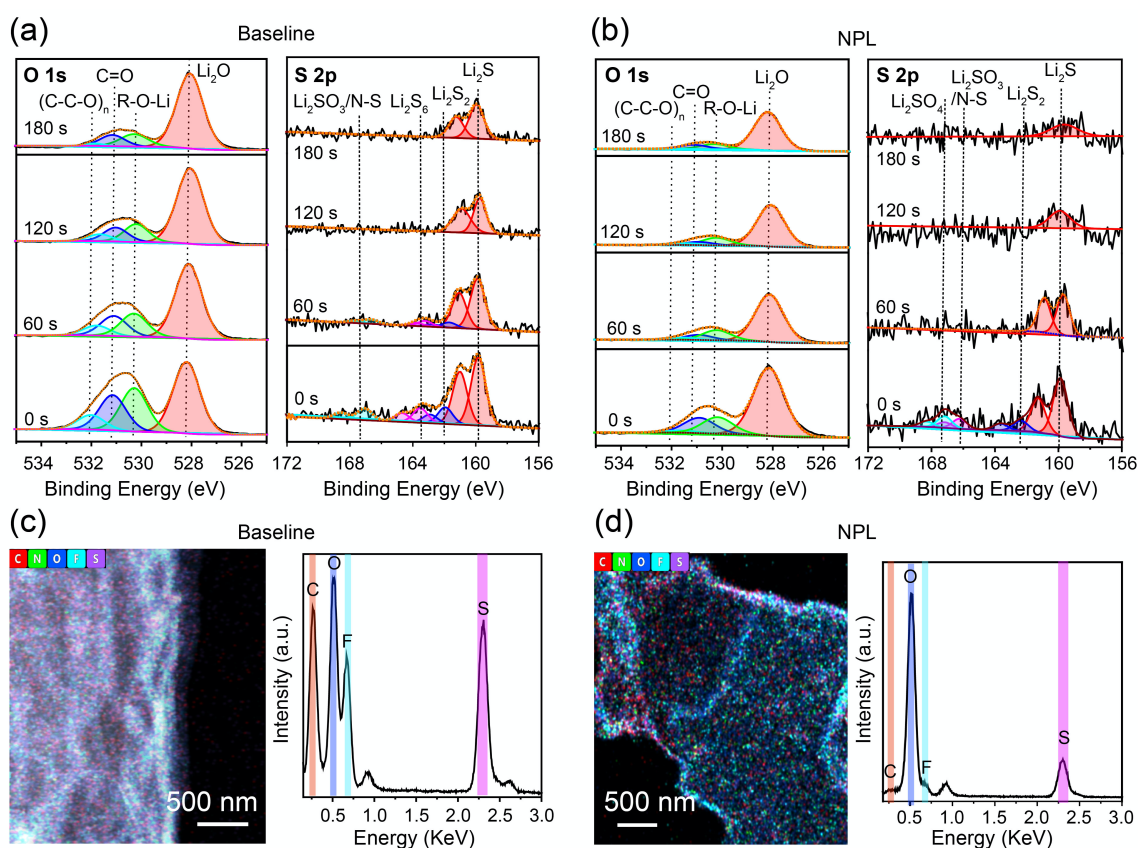 (a)
Baseline
O 1s
C=O
Li₂O
(C-C-O)ₙ
R-O-Li
180 s
120 s
60 s
0 s
534
532
530
528
526
Binding Energy (eV)
S 2p
Li₂S
Li₂SO₃/N-S
Li₂S₆
Li₂S₂
180 s
120 s
60 s
0 s
172
168
164
160
156
Binding Energy (eV)
(b)
NPL
O 1s
Li₂O
C=O
(C-C-O)ₙ
R-O-Li
180 s
120 s
60 s
0 s
534
532
530
528
526
Binding Energy (eV)
S 2p
Li₂S
Li₂SO₃
Li₂SO₄
/N-S
Li₂S₂
180 s
120 s
60 s
0 s
172
168
164
160
156
Binding Energy (eV)
(c)
Baseline
C N O F S
500 nm
Intensity (a.u.)
C
O
F
S
0.5 1.0 1.5 2.0 2.5 3.0
Energy (KeV)
(d)
NPL
C N O F S
500 nm
Intensity (a.u.)
C
O
F
S
0.5 1.0 1.5 2.0 2.5 3.0
Energy (KeV)